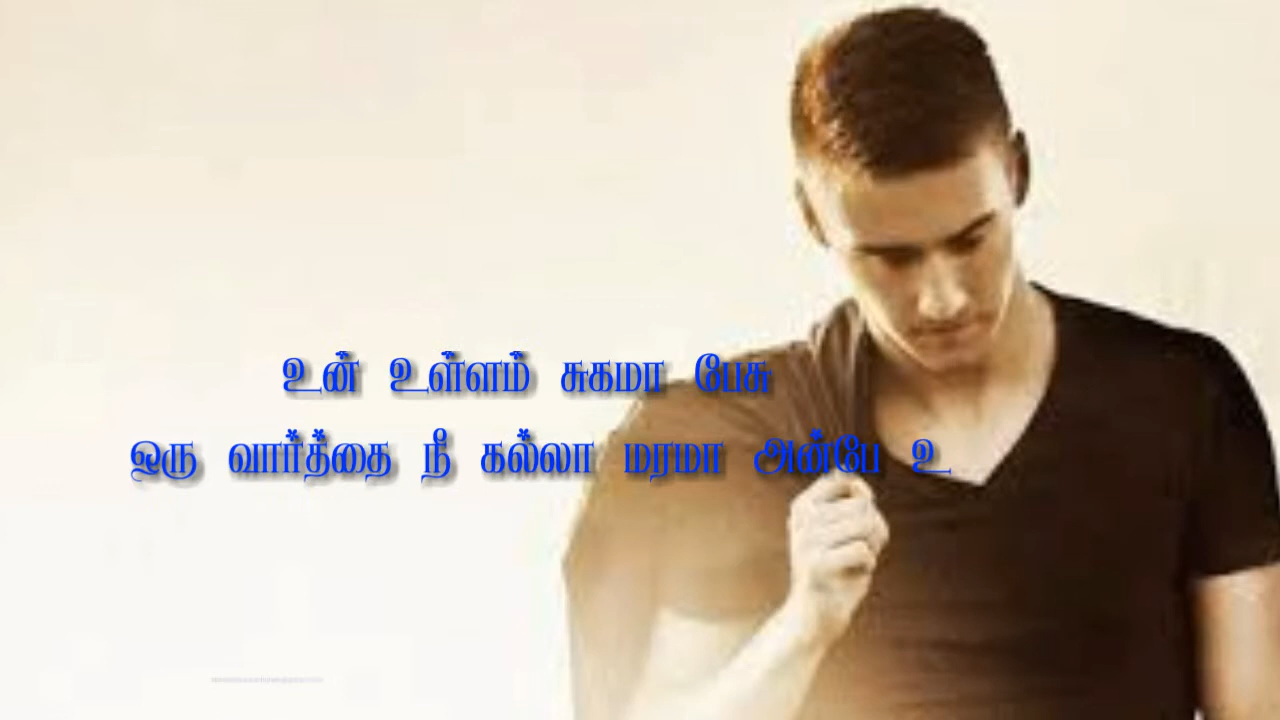 உன் உள்ளம் சுகமா பேசு
ஒரு வார்த்தை நீ கல்லா மரமா அன்பே உ